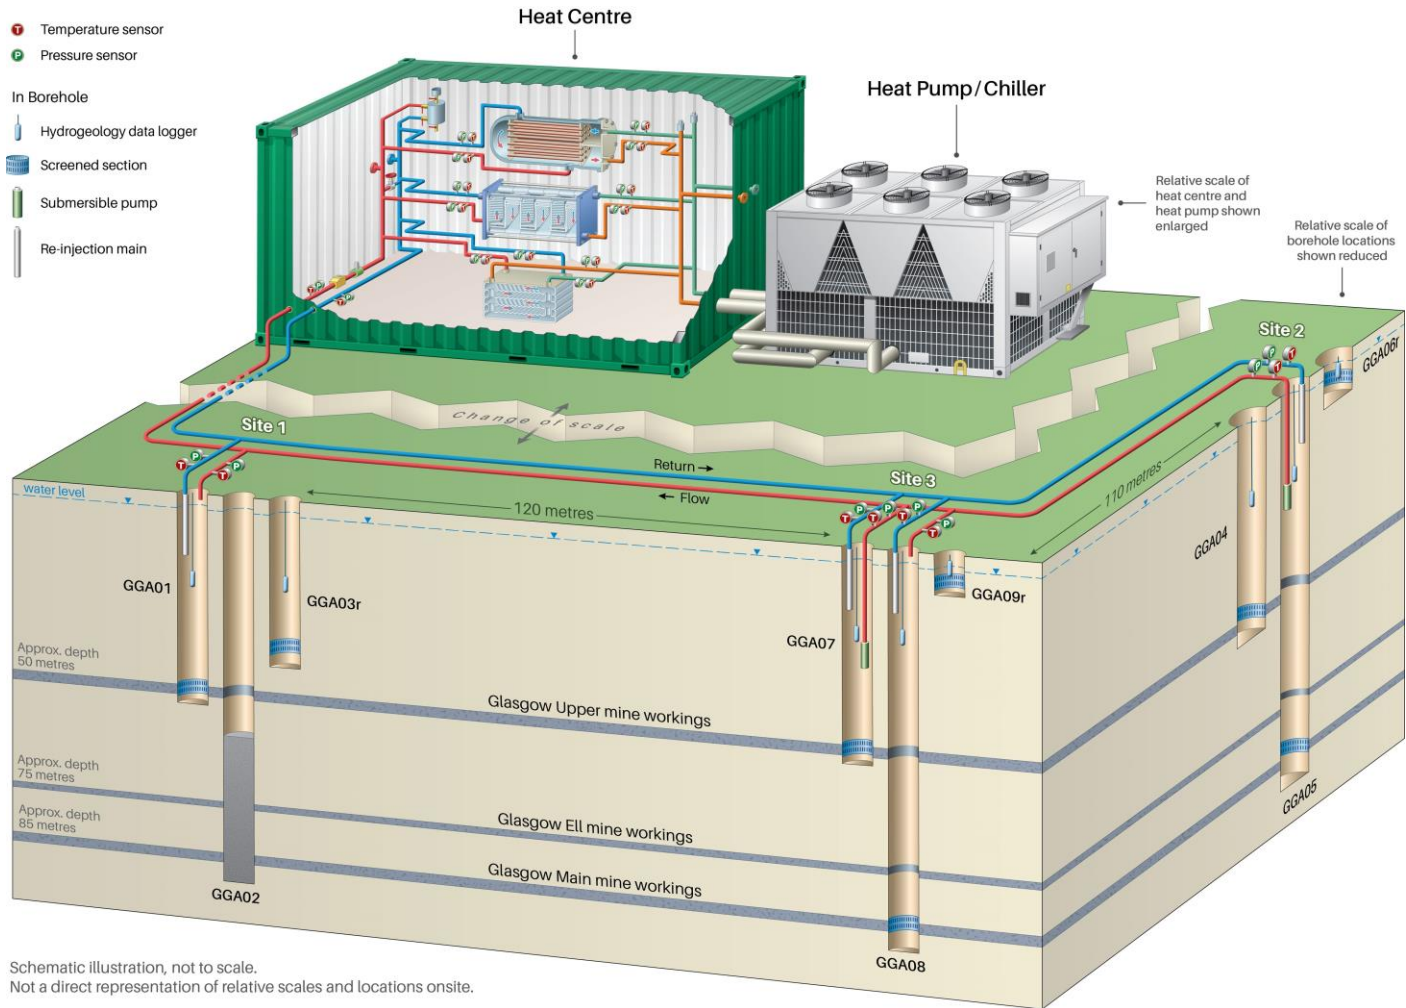 Heat Centre
Temperature sensor
Pressure sensor
In Borehole
Hydrogeology data logger
Screened section
Submersible pump
Re-injection main
Heat Pump / Chiller
Relative scale of
heat centre and
heat pump shown
enlarged
Relative scale of
borehole locations
shown reduced
T
P
Site 2
GGA06r
Change of scale
Site 1
Return →
Site 3
← Flow
water level
120 metres
110 metres
GGA01
GGA03r
GGA07
GGA09r
GGA04
GGA05
Approx. depth
50 metres
Glasgow Upper mine workings
Approx. depth
75 metres
Glasgow Ell mine workings
Approx. depth
85 metres
Glasgow Main mine workings
GGA02
GGA08
Schematic illustration, not to scale.
Not a direct representation of relative scales and locations onsite.